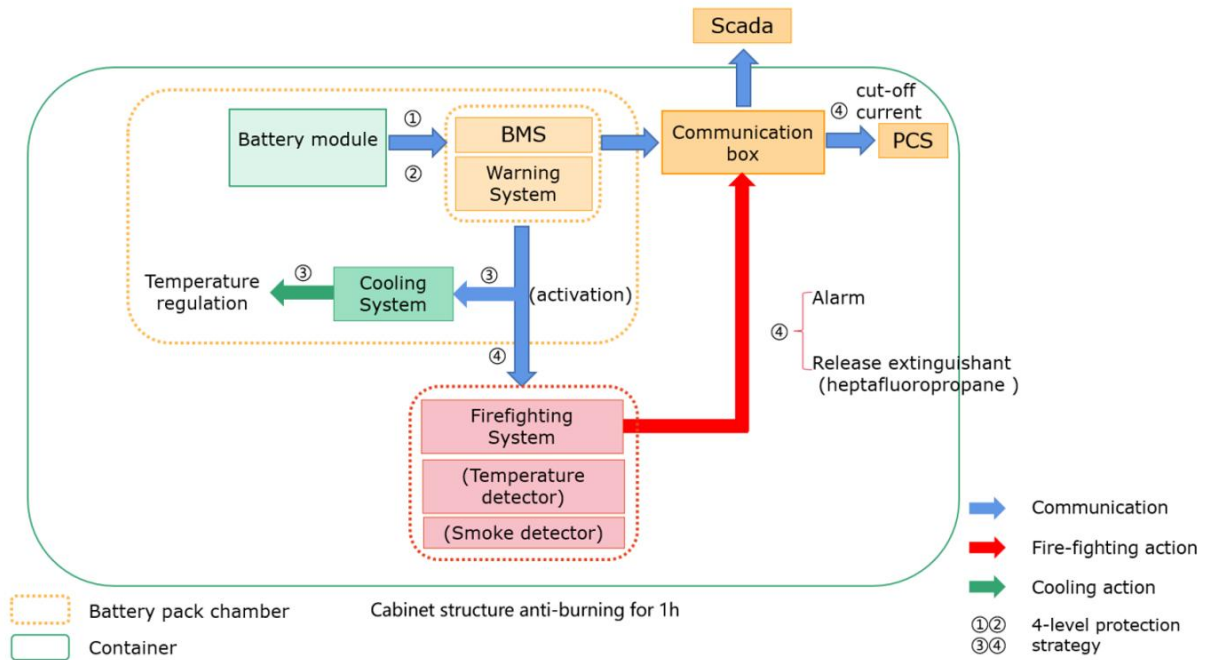 Scada
cut-off
④ current
①
Battery module
BMS
Communication
box
PCS
②
Warning
System
Temperature
regulation
③
Cooling
System
③
(activation)
Alarm
④
④
Release extinguishant
(heptafluoropropane )
Firefighting
System
(Temperature
detector)
(Smoke detector)
Communication
Fire-fighting action
Cooling action
Battery pack chamber
Cabinet structure anti-burning for 1h
①② 4-level protection
③④ strategy
Container